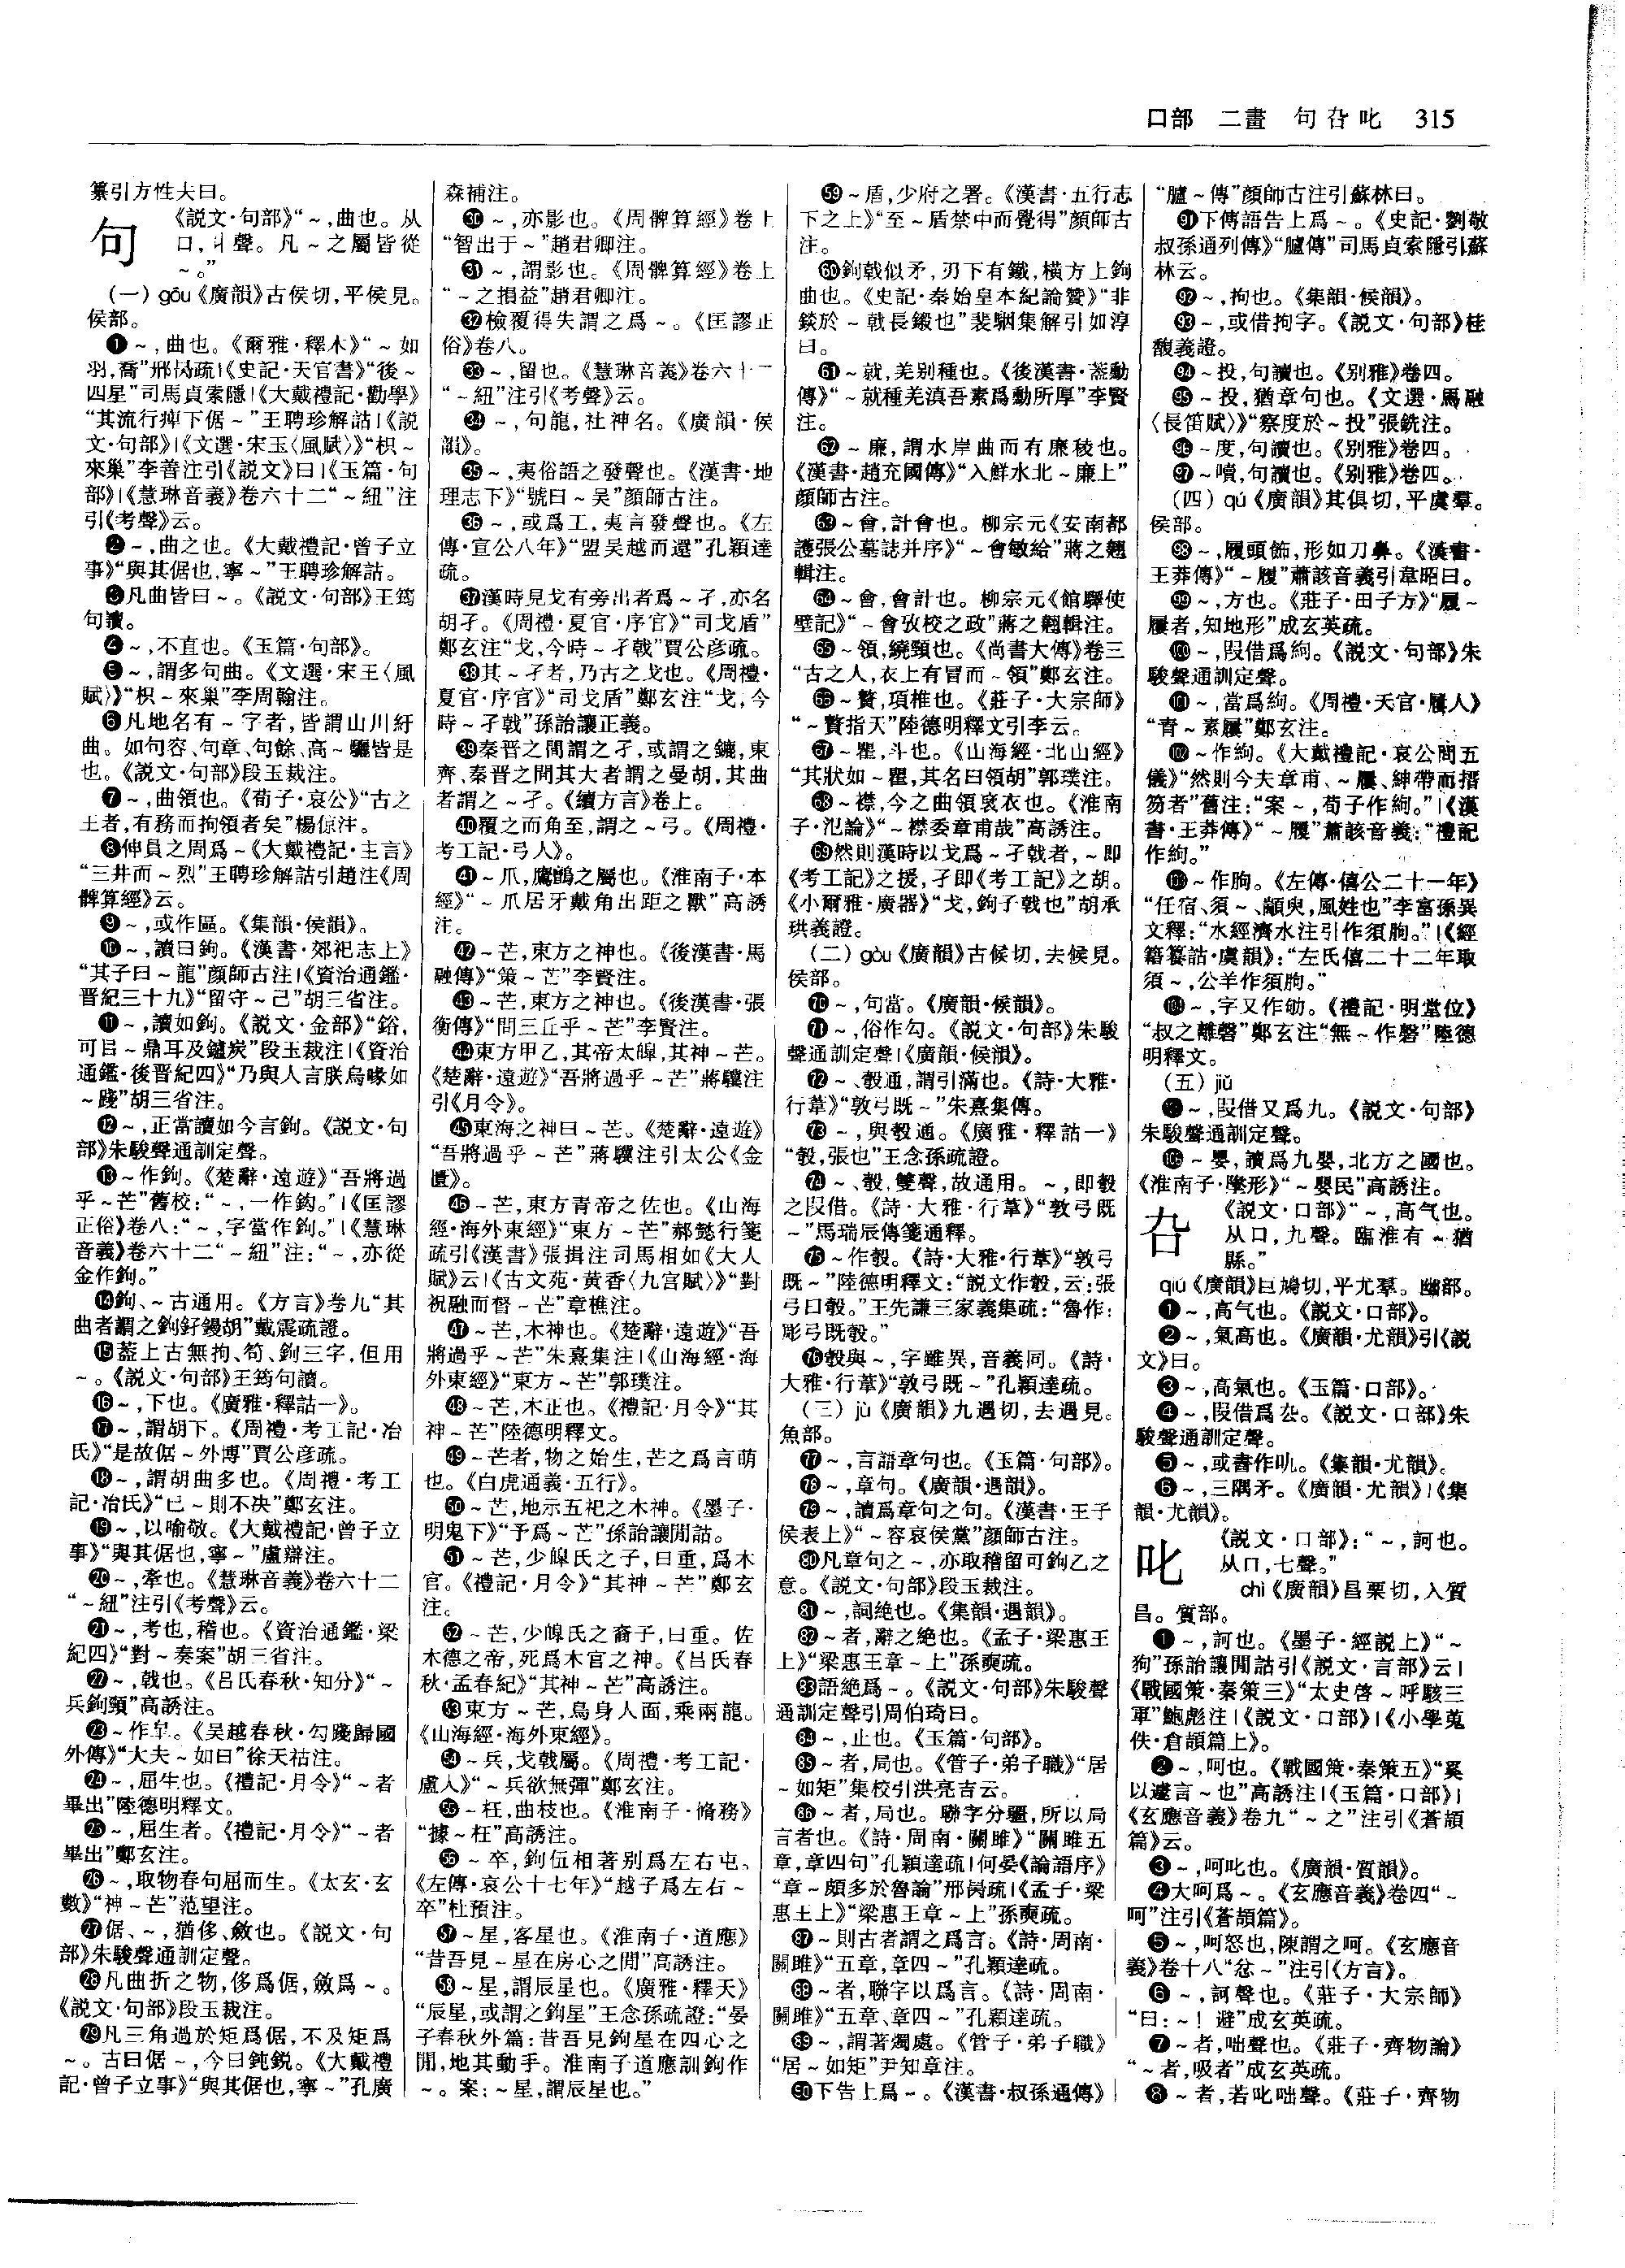 口部　二畫　句旮叱　315
纂引方性夫曰。
句
《説文·句部》“～,曲也。从
口,丩聲。凡～之屬皆從
～。”
(一) gōu《廣韻》古侯切,平侯見。
侯部。
❶～,曲也。《爾雅·釋木》“～如
羽,喬”邢昺疏|《史記·天官書》“後～
四星”司馬貞索隱|《大戴禮記·勸學》
“其流行痺下倨～”王聘珍解詁|《説
文·句部》|《文選·宋玉〈風賦〉》“枳～
來巢”李善注引《説文》曰|《玉篇·句
部》|《慧琳音義》卷六十二“～紐”注
引《考聲》云。
❷～,曲之也。《大戴禮記·曾子立
事》“與其倨也,寧～”王聘珍解詁。
❸凡曲皆曰～。《説文·句部》王筠
句讀。
❹～,不直也。《玉篇·句部》。
❺～,謂多句曲。《文選·宋玉〈風
賦〉》“枳～來巢”李周翰注。
❻凡地名有～字者,皆謂山川紆
曲。如句容、句章、句餘、高～驪皆是
也。《説文·句部》段玉裁注。
❼～,曲領也。《荀子·哀公》“古之
王者,有務而拘領者矣”楊倞注。
❽伸員之周爲～《大戴禮記·主言》
“三井而～烈”王聘珍解詁引趙注《周
髀算經》云。
❾～,或作區。《集韻·侯韻》。
❿～,讀曰鉤。《漢書·郊祀志上》
“其子曰～龍”顔師古注|《資治通鑑·
晋紀三十九》“留守～己”胡三省注。
⓫～,讀如鉤。《説文·金部》“鋊,
可㠯～鼎耳及鑪炭”段玉裁注|《資治
通鑑·後晋紀四》“乃與人言朕烏喙如
～踐”胡三省注。
⓬～,正當讀如今言鉤。《説文·句
部》朱駿聲通訓定聲。
⓭～作鉤。《楚辭·遠遊》“吾將過
乎～芒”舊校:“～,一作鉤。”|《匡謬
正俗》卷八:“～,字當作鉤。”|《慧琳
音義》卷六十二“～紐”注:“～,亦從
金作鉤。”
⓮鉤、～古通用。《方言》卷九“其
曲者謂之鉤釨鏝胡”戴震疏證。
⓯蓋上古無拘、笱、鉤三字,但用
～。《説文·句部》王筠句讀。
⓰～,下也。《廣雅·釋詁一》。
⓱～,謂胡下。《周禮·考工記·冶
氏》“是故倨～外博”賈公彦疏。
⓲～,謂胡曲多也。《周禮·考工
記·冶氏》“已～則不決”鄭玄注。
⓳～,以喻敬。《大戴禮記·曾子立
事》“與其倨也,寧～”盧辯注。
⓴～,牽也。《慧琳音義》卷六十二
“～紐”注引《考聲》云。
㉑～,考也,稽也。《資治通鑑·梁
紀四》“對～奏案”胡三省注。
㉒～,戟也。《吕氏春秋·知分》“～
兵鉤頸”高誘注。
㉓～作皋。《吴越春秋·勾踐歸國
外傳》“大夫～如曰”徐天祜注。
㉔～,屈生也。《禮記·月令》“～者
畢出”陸德明釋文。
㉕～,屈生者。《禮記·月令》“～者
畢出”鄭玄注。
㉖～,取物春句屈而生。《太玄·玄
數》“神～芒”范望注。
㉗倨、～,猶侈、斂也。《説文·句
部》朱駿聲通訓定聲。
㉘凡曲折之物,侈爲倨,斂爲～。
《説文·句部》段玉裁注。
㉙凡三角過於矩爲倨,不及矩爲
～。古曰倨～,今曰鈍鋭。《大戴禮
記·曾子立事》“與其倨也,寧～”孔廣
森補注。
㉚～,亦影也。《周髀算經》卷上
“智出于～”趙君卿注。
㉛～,謂影也。《周髀算經》卷上
“～之損益”趙君卿注。
㉜檢覆得失謂之爲～。《匡謬正
俗》卷八。
㉝～,留也。《慧琳音義》卷六十二
“～紐”注引《考聲》云。
㉞～,句龍,社神名。《廣韻·侯
韻》。
㉟～,夷俗語之發聲也。《漢書·地
理志下》“號曰～吴”顔師古注。
㊱～,或爲工,夷言發聲也。《左
傳·宣公八年》“盟吴越而還”孔穎達
疏。
㊲漢時見戈有旁出者爲～孑,亦名
胡孑。《周禮·夏官·序官》“司戈盾”
鄭玄注“戈,今時～孑戟”賈公彦疏。
㊳其～孑者,乃古之戈也。《周禮·
夏官·序官》“司戈盾”鄭玄注“戈,今
時～孑戟”孫詒讓正義。
㊴秦晋之間謂之孑,或謂之鏔,東
齊、秦晋之間其大者謂之曼胡,其曲
者謂之～孑。《續方言》卷上。
㊵覆之而角至,謂之～弓。《周禮·
考工記·弓人》。
㊶～爪,鷹鷂之屬也。《淮南子·本
經》“～爪居牙戴角出距之獸”高誘
注。
㊷～芒,東方之神也。《後漢書·馬
融傳》“策～芒”李賢注。
㊸～芒,東方之神也。《後漢書·張
衡傳》“問三丘乎～芒”李賢注。
㊹東方甲乙,其帝太皞,其神～芒。
《楚辭·遠遊》“吾將過乎～芒”蔣驥注
引《月令》。
㊺東海之神曰～芒。《楚辭·遠遊》
“吾將過乎～芒”蔣驥注引太公《金
匱》。
㊻～芒,東方青帝之佐也。《山海
經·海外東經》“東方～芒”郝懿行箋
疏引《漢書》張揖注司馬相如《大人
賦》云|《古文苑·黄香〈九宫賦〉》“對
祝融而督～芒”章樵注。
㊼～芒,木神也。《楚辭·遠遊》“吾
將過乎～芒”朱熹集注|《山海經·海
外東經》“東方～芒”郭璞注。
㊽～芒,木正也。《禮記·月令》“其
神～芒”陸德明釋文。
㊾～芒者,物之始生,芒之爲言萌
也。《白虎通義·五行》。
㊿～芒,地示五祀之木神。《墨子·
明鬼下》“予爲～芒”孫詒讓閒詁。
51～芒,少皞氏之子,曰重,爲木
官。《禮記·月令》“其神～芒”鄭玄
注。
52～芒,少皞氏之裔子,曰重。佐
木德之帝,死爲木官之神。《吕氏春
秋·孟春紀》“其神～芒”高誘注。
53東方～芒,鳥身人面,乘兩龍。
《山海經·海外東經》。
54～兵,戈戟屬。《周禮·考工記·
盧人》“～兵欲無彈”鄭玄注。
55～枉,曲枝也。《淮南子·脩務》
“據～枉”高誘注。
56～卒,鉤伍相著别爲左右屯。
《左傳·哀公十七年》“越子爲左右～
卒”杜預注。
57～星,客星也。《淮南子·道應》
“昔吾見～星在房心之閒”高誘注。
58～星,謂辰星也。《廣雅·釋天》
“辰星,或謂之鉤星”王念孫疏證:“晏
子春秋外篇:昔吾見鉤星在四心之
閒,地其動乎。淮南子道應訓鉤作
～。案:～星,謂辰星也。”
59～盾,少府之署。《漢書·五行志
下之上》“至～盾禁中而覺得”顔師古
注。
60鉤戟似矛,刃下有鐵,横方上鉤
曲也。《史記·秦始皇本紀論贊》“非
錟於～戟長鎩也”裴駰集解引如淳
曰。
61～就,羌别種也。《後漢書·燾勳
傳》“～就種羌滇吾素爲勳所厚”李賢
注。
62～廉,謂水岸曲而有廉稜也。
《漢書·趙充國傳》“入鮮水北～廉上”
顔師古注。
63～會,計會也。柳宗元《安南都
護張公墓誌并序》“～會敏給”蔣之翹
輯注。
64～會,會計也。柳宗元《館驛使
壁記》“～會攷校之政”蔣之翹輯注。
65～領,繞頸也。《尚書大傳》卷三
“古之人,衣上有冒而～領”鄭玄注。
66～贅,項椎也。《莊子·大宗師》
“～贅指天”陸德明釋文引李云。
67～瞿,斗也。《山海經·北山經》
“其狀如～瞿,其名曰領胡”郭璞注。
68～襟,今之曲領裒衣也。《淮南
子·氾論》“～襟委章甫哉”高誘注。
69然則漢時以戈爲～孑戟者,～即
《考工記》之援,孑即《考工記》之胡。
《小爾雅·廣器》“戈,鉤孑戟也”胡承
珙義證。
(二) gòu《廣韻》古候切,去候見。
侯部。
70～,句當。《廣韻·候韻》。
71～,俗作勾。《説文·句部》朱駿
聲通訓定聲|《廣韻·候韻》。
72～、彀通,謂引滿也。《詩·大雅·
行葦》“敦弓既～”朱熹集傳。
73～,與彀通。《廣雅·釋詁一》
“彀,張也”王念孫疏證。
74～、彀,雙聲,故通用。～,即彀
之叚借。《詩·大雅·行葦》“敦弓既
～”馬瑞辰傳箋通釋。
75～作彀。《詩·大雅·行葦》“敦弓
既～”陸德明釋文:“説文作彀,云:張
弓曰彀。”王先謙三家義集疏:“魯作:
彫弓既彀。”
76彀與～,字雖異,音義同。《詩·
大雅·行葦》“敦弓既～”孔穎達疏。
(三) jù《廣韻》九遇切,去遇見。
魚部。
77～,言語章句也。《玉篇·句部》。
78～,章句。《廣韻·遇韻》。
79～,讀爲章句之句。《漢書·王子
侯表上》“～容哀侯黨”顔師古注。
80凡章句之～,亦取稽留可鉤乙之
意。《説文·句部》段玉裁注。
81～,詞絶也。《集韻·遇韻》。
82～者,辭之絶也。《孟子·梁惠王
上》“梁惠王章～上”孫奭疏。
83語絶爲～。《説文·句部》朱駿聲
通訓定聲引周伯琦曰。
84～,止也。《玉篇·句部》。
85～者,局也。《管子·弟子職》“居
～如矩”集校引洪亮吉云。
86～者,局也。聯字分疆,所以局
言者也。《詩·周南·關雎》“關雎五
章,章四句”孔穎達疏|何晏《論語序》
“章～頗多於魯論”邢昺疏|《孟子·梁
惠王上》“梁惠王章～上”孫奭疏。
87～則古者謂之爲言。《詩·周南·
關雎》“五章,章四～”孔穎達疏。
88～者,聯字以爲言。《詩·周南·
關雎》“五章、章四～”孔穎達疏。
89～,謂著燭處。《管子·弟子職》
“居～如矩”尹知章注。
90下告上爲～。《漢書·叔孫通傳》
“臚～傳”顔師古注引蘇林曰。
91下傳語告上爲～。《史記·劉敬
叔孫通列傳》“臚傳”司馬貞索隱引蘇
林云。
92～,拘也。《集韻·候韻》。
93～,或借拘字。《説文·句部》桂
馥義證。
94～投,句讀也。《别雅》卷四。
95～投,猶章句也。《文選·馬融
〈長笛賦〉》“察度於～投”張銑注。
96～度,句讀也。《别雅》卷四。
97～噴,句讀也。《别雅》卷四。
(四) qú《廣韻》其俱切,平虞羣。
侯部。
98～,履頭飾,形如刀鼻。《漢書·
王莽傳》“～履”蕭該音義引韋昭曰。
99～,方也。《莊子·田子方》“履～
屨者,知地形”成玄英疏。
100～,叚借爲絇。《説文·句部》朱
駿聲通訓定聲。
101～,當爲絇。《周禮·天官·屨人》
“青～素屨”鄭玄注。
102～作絇。《大戴禮記·哀公問五
儀》“然則今夫章甫、～屨、紳帶而搢
笏者”舊注:“案～,荀子作絇。”|《漢
書·王莽傳》“～履”蕭該音義:“禮記
作絇。”
103～作朐。《左傳·僖公二十一年》
“任宿、須～、顓臾,風姓也”李富孫異
文釋:“水經濟水注引作須朐。”|《經
籍籑詁·虞韻》:“左氏僖二十二年取
須～,公羊作須朐。”
104～,字又作劬。《禮記·明堂位》
“叔之離磬”鄭玄注“無～作磬”陸德
明釋文。
(五) jiǔ
105～,叚借又爲九。《説文·句部》
朱駿聲通訓定聲。
106～嬰,讀爲九嬰,北方之國也。
《淮南子·墬形》“～嬰民”高誘注。
旮
《説文·口部》“～,高气也。
从口,九聲。臨淮有～猶
縣。”
qiú《廣韻》巨鳩切,平尤羣。幽部。
❶～,高气也。《説文·口部》。
❷～,氣高也。《廣韻·尤韻》引《説
文》曰。
❸～,高氣也。《玉篇·口部》。
❹～,叚借爲厹。《説文·口部》朱
駿聲通訓定聲。
❺～,或書作叴。《集韻·尤韻》。
❻～,三隅矛。《廣韻·尤韻》|《集
韻·尤韻》。
叱
《説文·口部》:“～,訶也。
从口,七聲。”
chì《廣韻》昌栗切,入質
昌。質部。
❶～,訶也。《墨子·經説上》“～
狗”孫詒讓閒詁引《説文·言部》云|
《戰國策·秦策三》“太史啓～呼駭三
軍”鮑彪注|《説文·口部》|《小學蒐
佚·倉頡篇上》。
❷～,呵也。《戰國策·秦策五》“奚
以遽言～也”高誘注|《玉篇·口部》|
《玄應音義》卷九“～之”注引《蒼頡
篇》云。
❸～,呵叱也。《廣韻·質韻》。
❹大呵爲～。《玄應音義》卷四“～
呵”注引《蒼頡篇》。
❺～,呵怒也,陳謂之呵。《玄應音
義》卷十八“忿～”注引《方言》。
❻～,訶聲也。《莊子·大宗師》
“曰:～!避”成玄英疏。
❼～者,咄聲也。《莊子·齊物論》
“～者,吸者”成玄英疏。
❽～者,若叱咄聲。《莊子·齊物